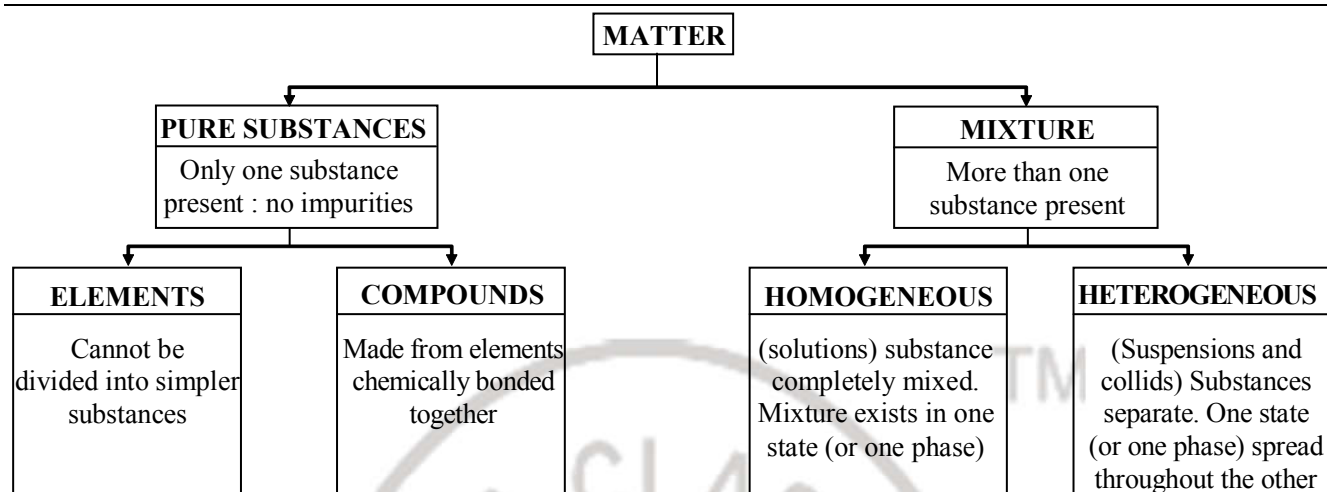 MATTER
PURE SUBSTANCES
Only one substance
present : no impurities
MIXTURE
More than one
substance present
ELEMENTS
Cannot be
divided into simpler
substances
COMPOUNDS
Made from elements
chemically bonded
together
HOMOGENEOUS
(solutions) substance
completely mixed.
Mixture exists in one
state (or one phase)
HETEROGENEOUS
(Suspensions and
collids) Substances
separate. One state
(or one phase) spread
throughout the other
TM